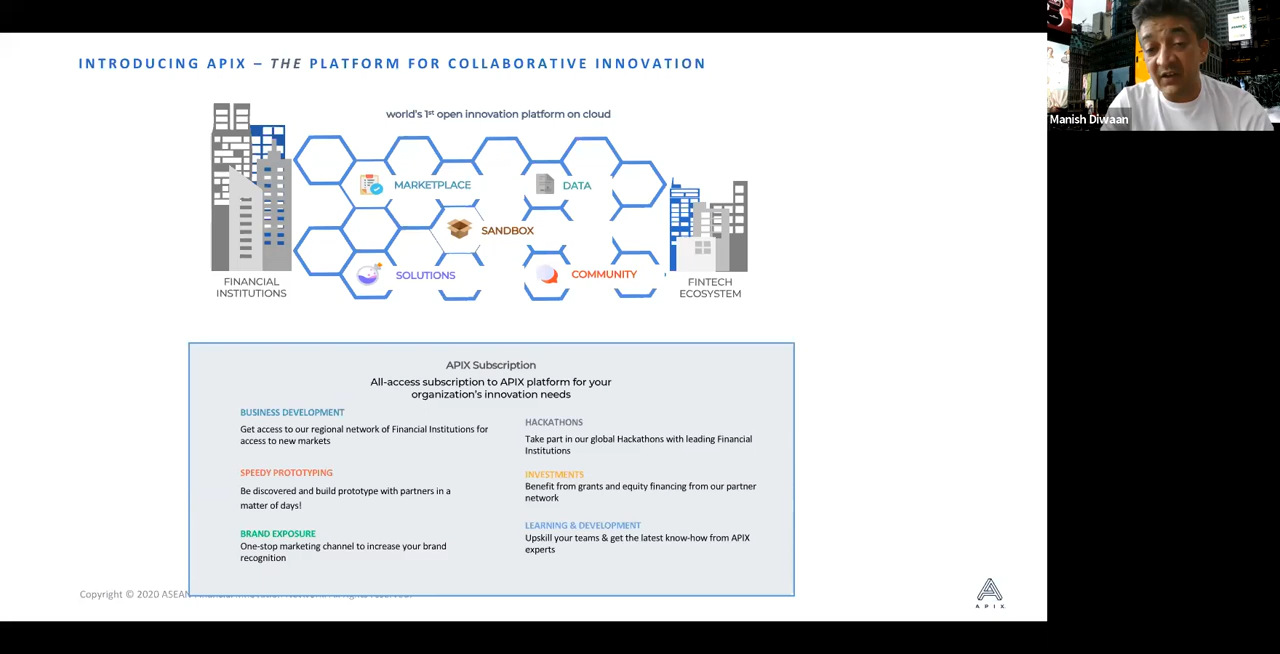 INTRODUCING APIX – THE PLATFORM FOR COLLABORATIVE INNOVATION
Manish Diwaan
world's 1st open innovation platform on cloud
MARKETPLACE
DATA
SANDBOX
SOLUTIONS
COMMUNITY
FINANCIAL
INSTITUTIONS
FINTECH
ECOSYSTEM
APIX Subscription
All-access subscription to APIX platform for your
organization's innovation needs
BUSINESS DEVELOPMENT
Get access to our regional network of Financial Institutions for
access to new markets
SPEEDY PROTOTYPING
Be discovered and build prototype with partners in a
matter of days!
BRAND EXPOSURE
One-stop marketing channel to increase your brand
recognition
HACKATHONS
Take part in our global Hackathons with leading Financial
Institutions
INVESTMENTS
Benefit from grants and equity financing from our partner
network
LEARNING & DEVELOPMENT
Upskill your teams & get the latest know-how from APIX
experts
Copyright © 2020 ASEAN
APIX